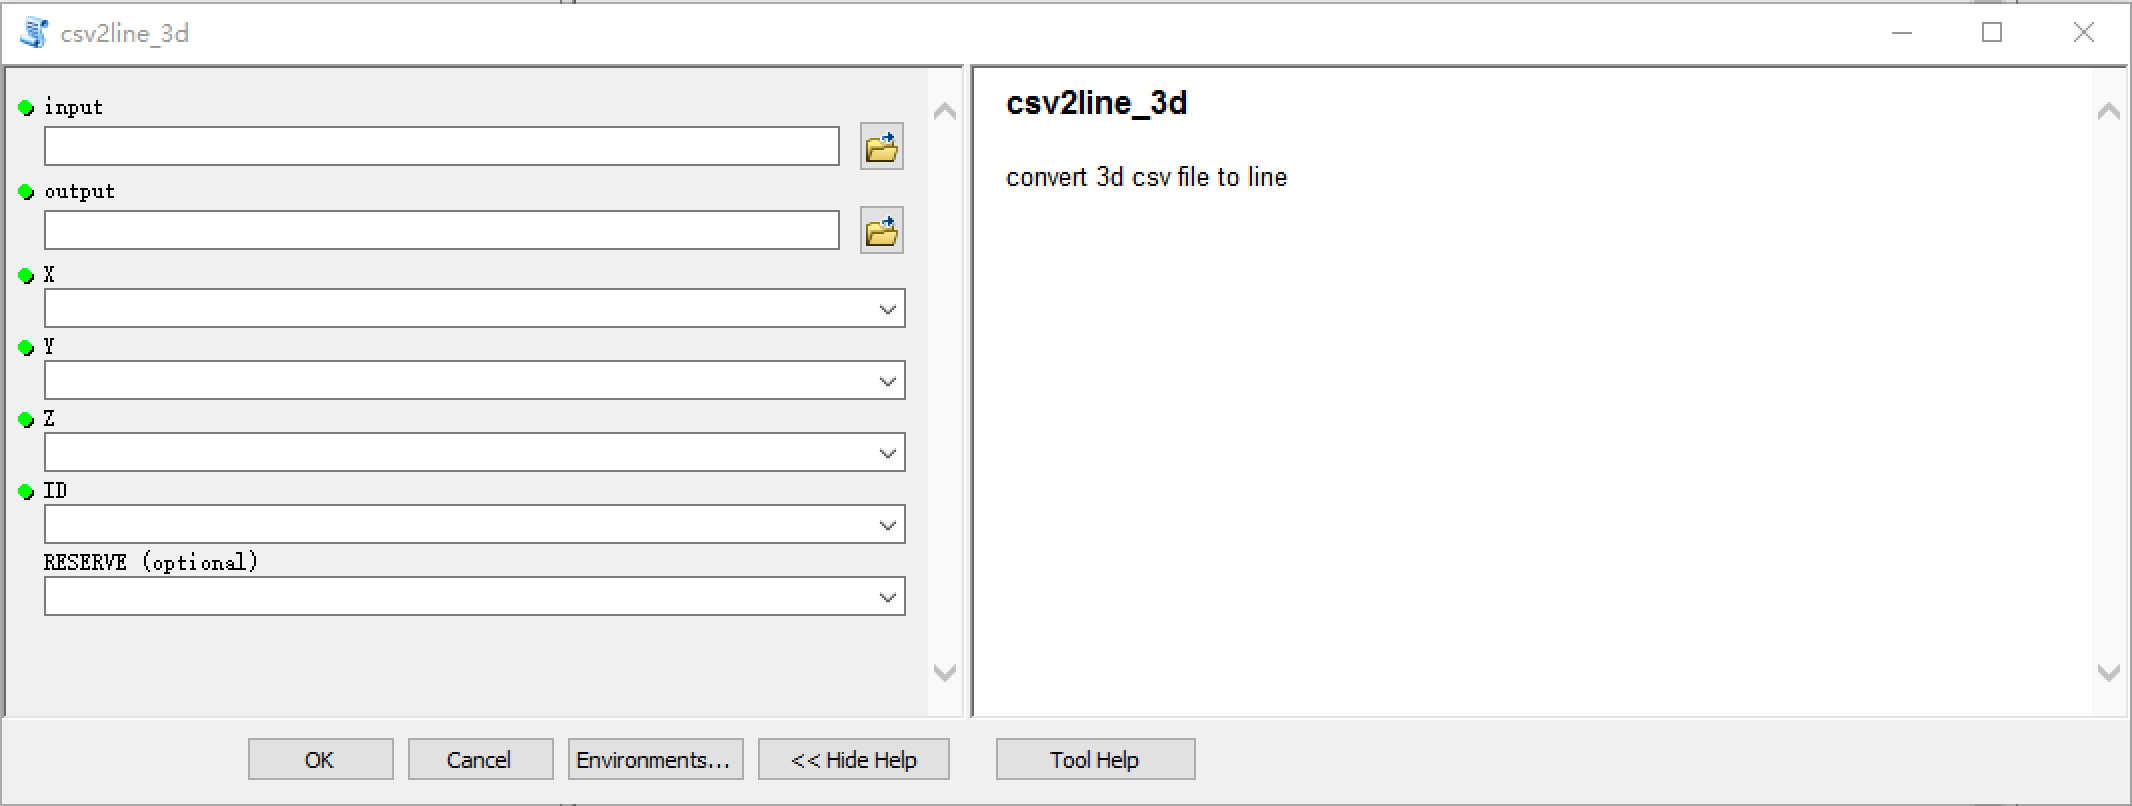 csv2line_3d
input
output
X
Y
Z
ID
RESERVE (optional)
OK
Cancel
Environments...
<< Hide Help
csv2line_3d
convert 3d csv file to line
Tool Help